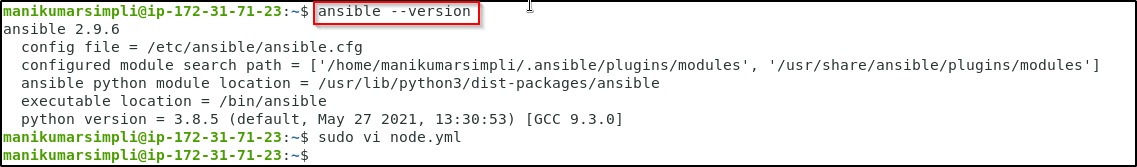 manikumarsimpli@ip-172-31-71-23:~$ ansible --version
ansible 2.9.6
  config file = /etc/ansible/ansible.cfg
  configured module search path = ['/home/manikumarsimpli/.ansible/plugins/modules', '/usr/share/ansible/plugins/modules']
  ansible python module location = /usr/lib/python3/dist-packages/ansible
  executable location = /bin/ansible
  python version = 3.8.5 (default, May 27 2021, 13:30:53) [GCC 9.3.0]
manikumarsimpli@ip-172-31-71-23:~$ sudo vi node.yml
manikumarsimpli@ip-172-31-71-23:~$